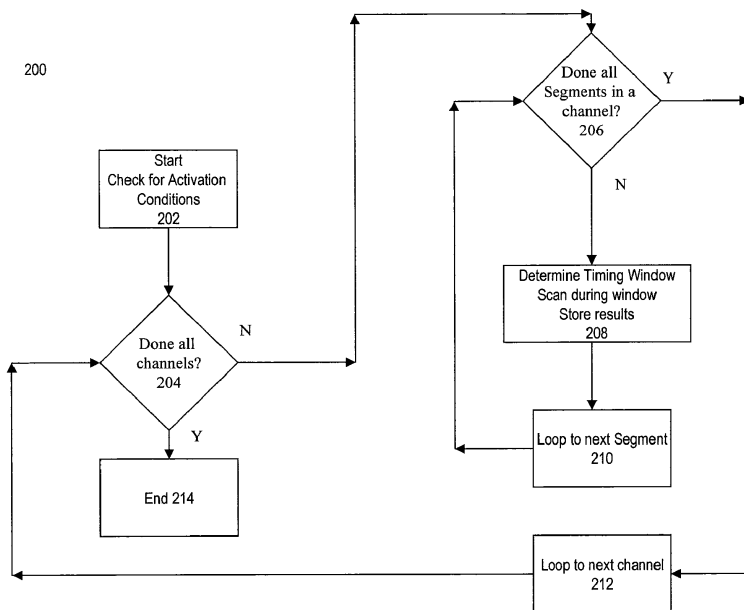 200
Start
Check for Activation
Conditions
202
Done all
channels?
204
N
Y
End 214
Done all
Segments in a
channel?
206
Y
N
Determine Timing Window
Scan during window
Store results
208
Loop to next Segment
210
Loop to next channel
212